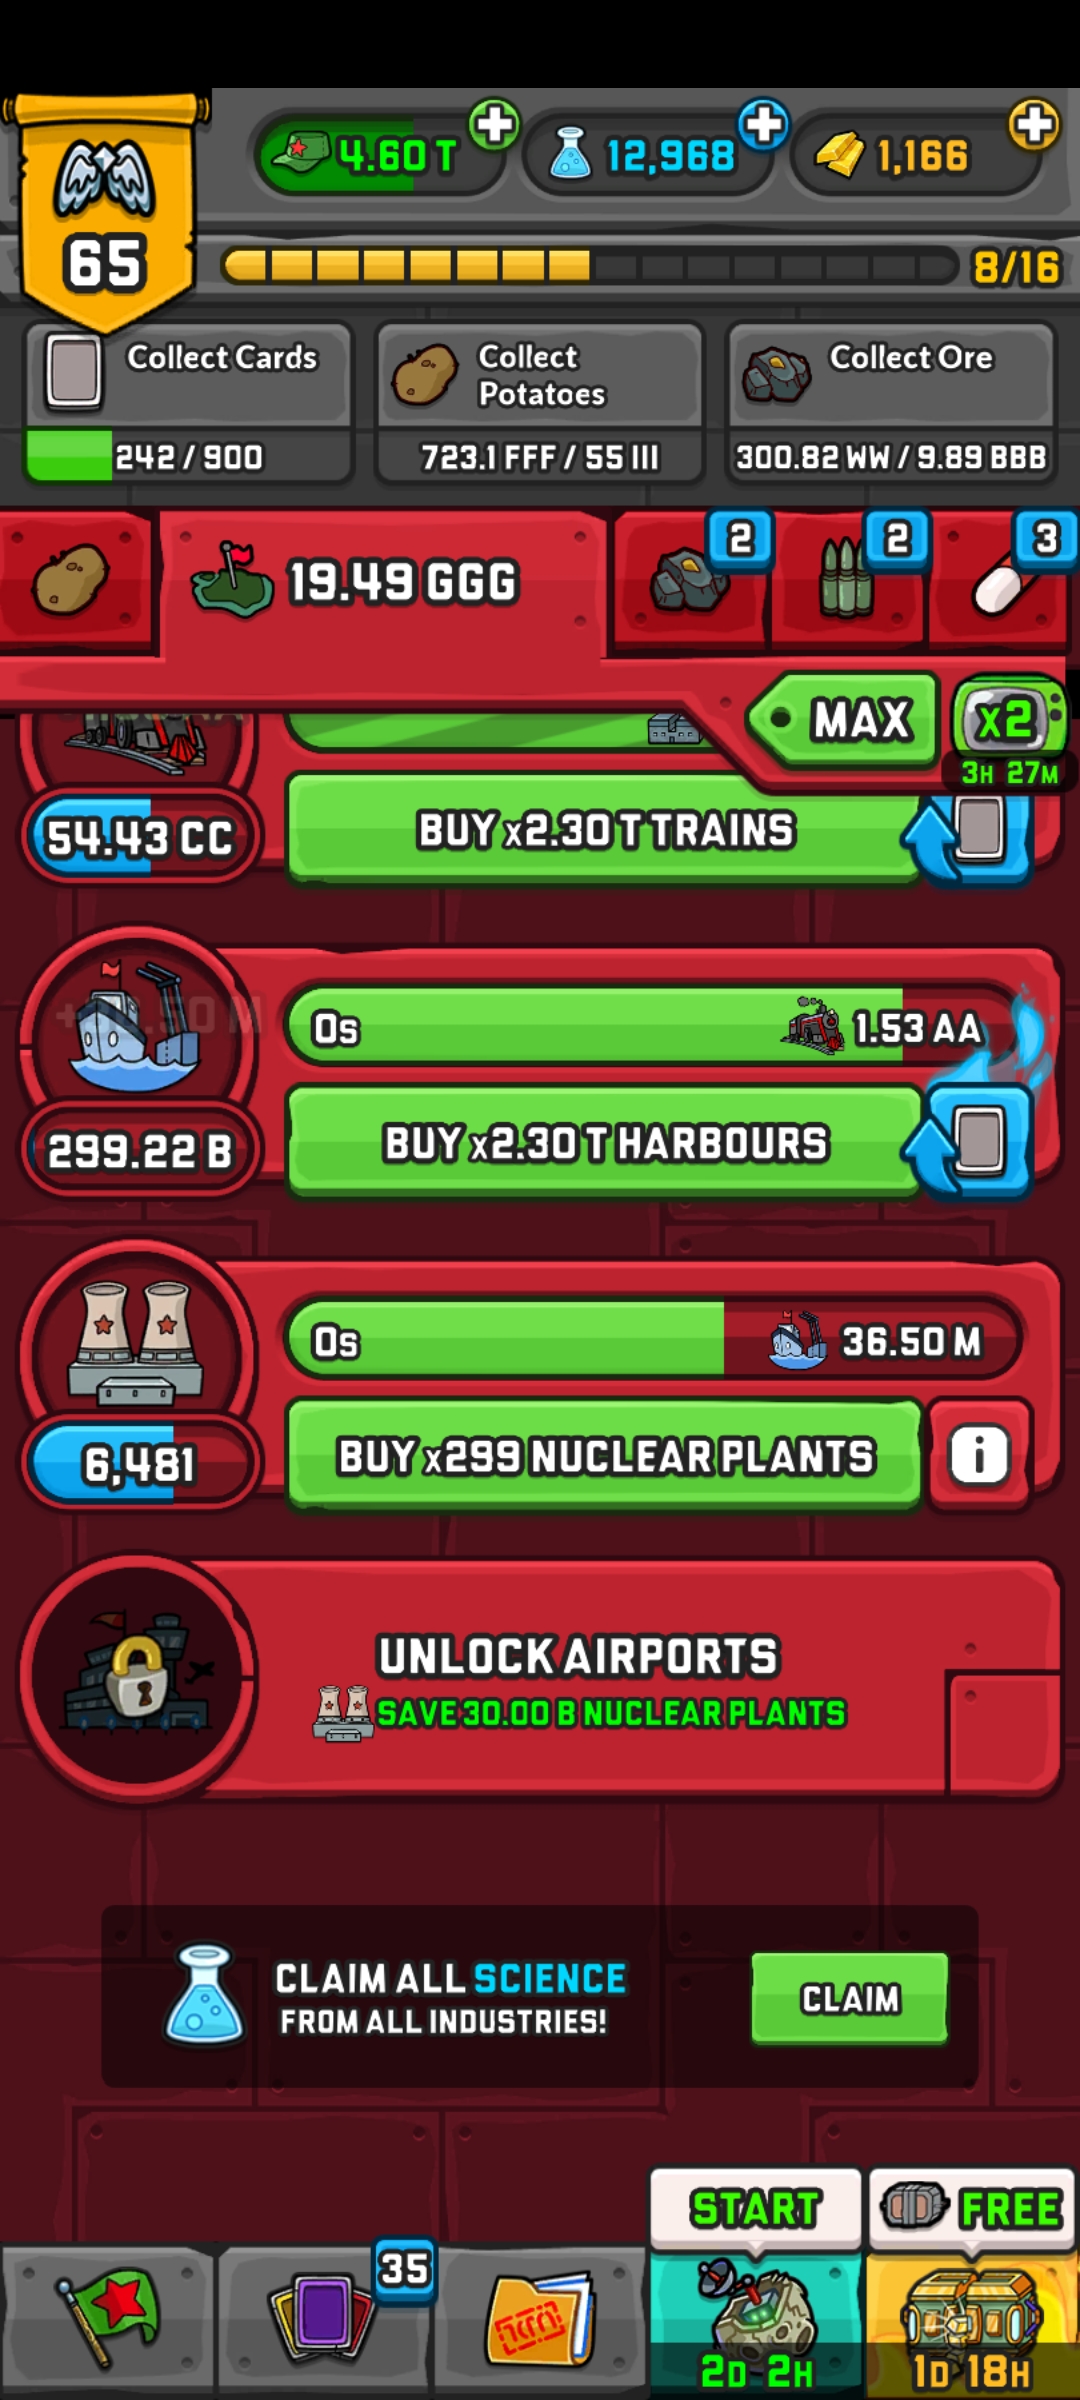 4.60 T
12,968
1,166
65
8/16
Collect Cards
242 / 900
Collect
Potatoes
723.1 FFF / 55 III
Collect Ore
300.82 WW / 9.89 BBB
19.49 GGG
2
2
3
MAX
x2
3H 27M
54.43 CC
BUY x2.30 T TRAINS
0s
1.53 AA
299.22 B
BUY x2.30 T HARBOURS
0s
36.50 M
6,481
BUY x299 NUCLEAR PLANTS
i
UNLOCK AIRPORTS
SAVE 30.00 B NUCLEAR PLANTS
CLAIM ALL SCIENCE
FROM ALL INDUSTRIES!
CLAIM
START
FREE
35
2D 2H
1D 18H